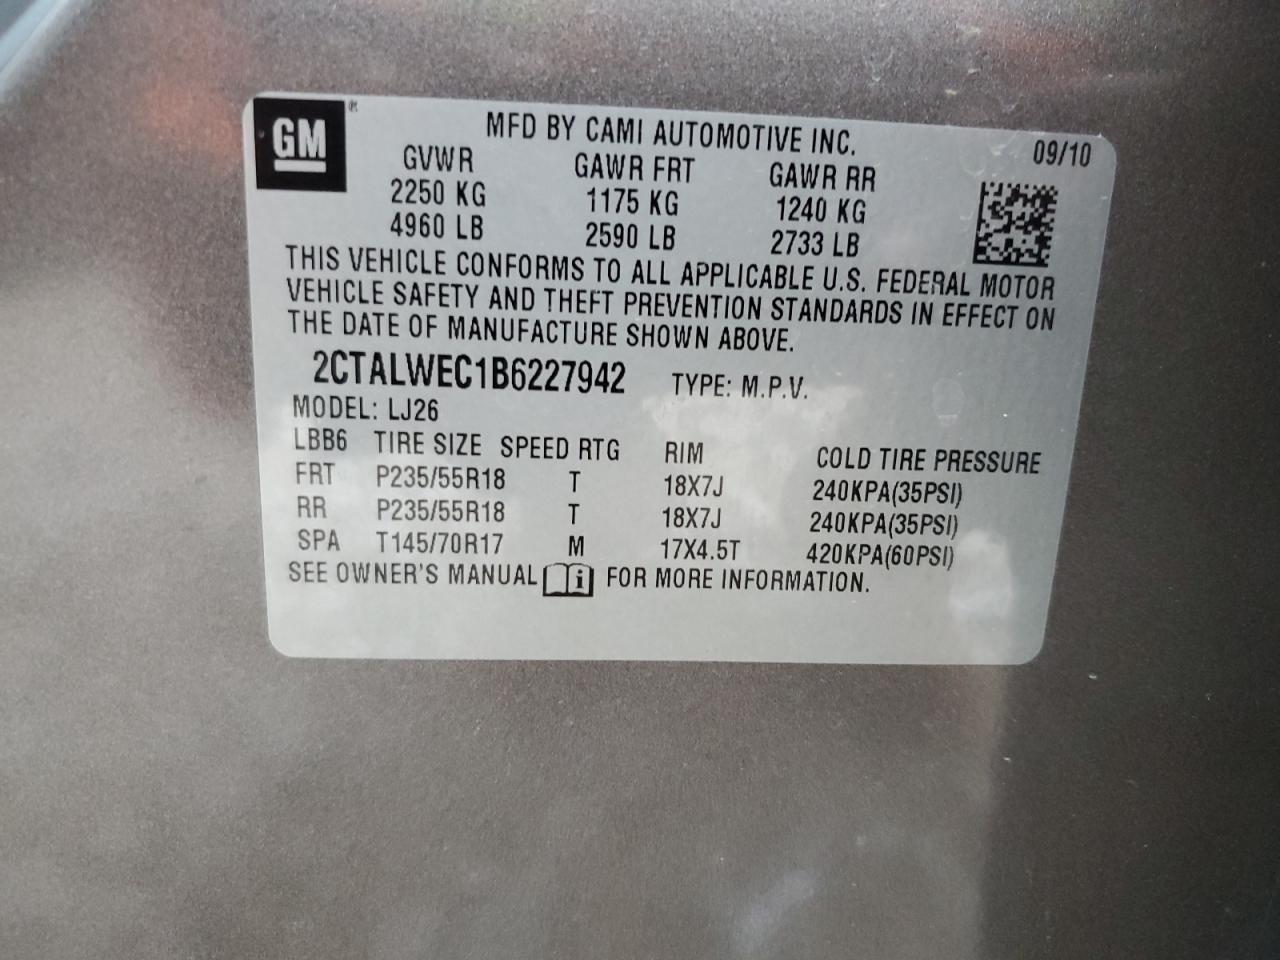 GM ®
MFD BY CAMI AUTOMOTIVE INC. 09/10
GVWR GAWR FRT GAWR RR
2250 KG 1175 KG 1240 KG
4960 LB 2590 LB 2733 LB
THIS VEHICLE CONFORMS TO ALL APPLICABLE U.S. FEDERAL MOTOR
VEHICLE SAFETY AND THEFT PREVENTION STANDARDS IN EFFECT ON
THE DATE OF MANUFACTURE SHOWN ABOVE.
2CTALWEC1B6227942 TYPE: M.P.V.
MODEL: LJ26
LBB6 TIRE SIZE SPEED RTG RIM COLD TIRE PRESSURE
FRT P235/55R18 T 18X7J 240KPA(35PSI)
RR P235/55R18 T 18X7J 240KPA(35PSI)
SPA T145/70R17 M 17X4.5T 420KPA(60PSI)
SEE OWNER'S MANUAL i FOR MORE INFORMATION.